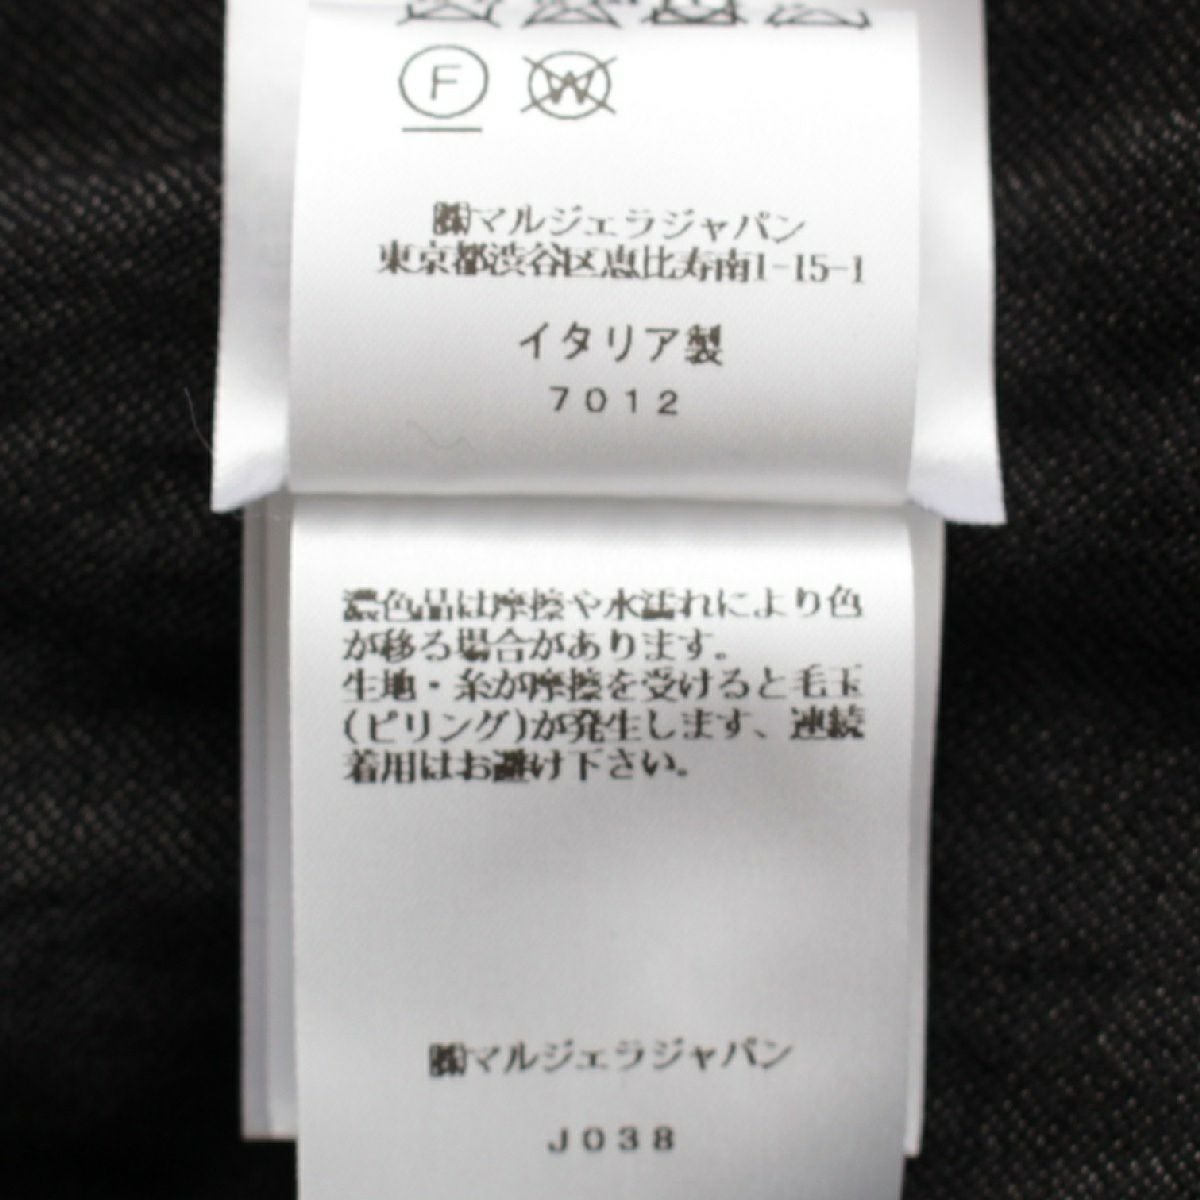 F W
㈱マルジェラジャパン
東京都渋谷区恵比寿南1-15-1
イタリア製
7012
濃色品は摩擦や水濡れにより色
が移る場合があります。
生地・糸が摩擦を受けると毛玉
(ピリング)が発生します、連続
着用はお避け下さい。
㈱マルジェラジャパン
J038